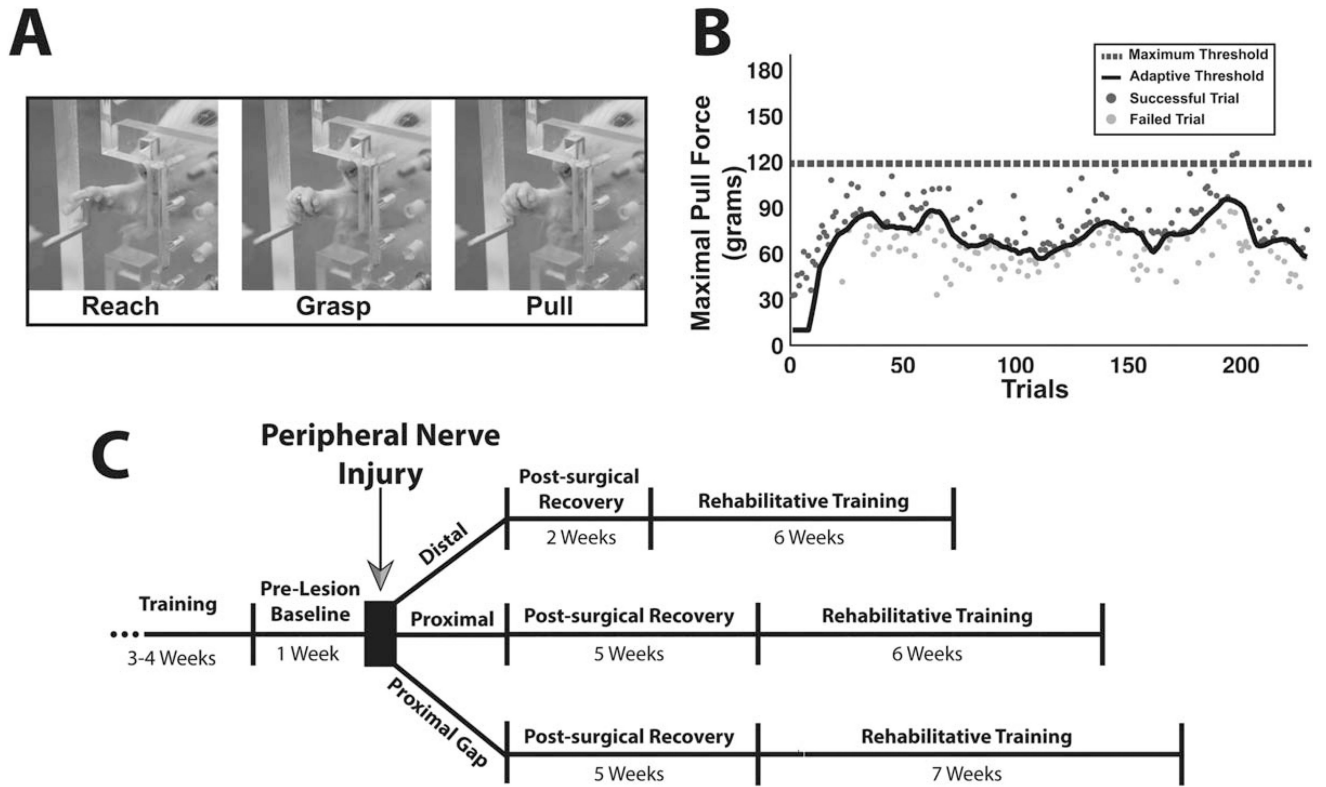 A
Reach
Grasp
Pull
B
Maximal Pull Force
(grams)
180
150
120
90
60
30
0
0
50
100
150
200
Trials
Maximum Threshold
Adaptive Threshold
Successful Trial
Failed Trial
C
Peripheral Nerve
Injury
Training
3-4 Weeks
Pre-Lesion
Baseline
1 Week
Distal
Post-surgical
Recovery
2 Weeks
Rehabilitative Training
6 Weeks
Proximal
Post-surgical Recovery
5 Weeks
Rehabilitative Training
6 Weeks
Proximal Gap
Post-surgical Recovery
5 Weeks
Rehabilitative Training
7 Weeks